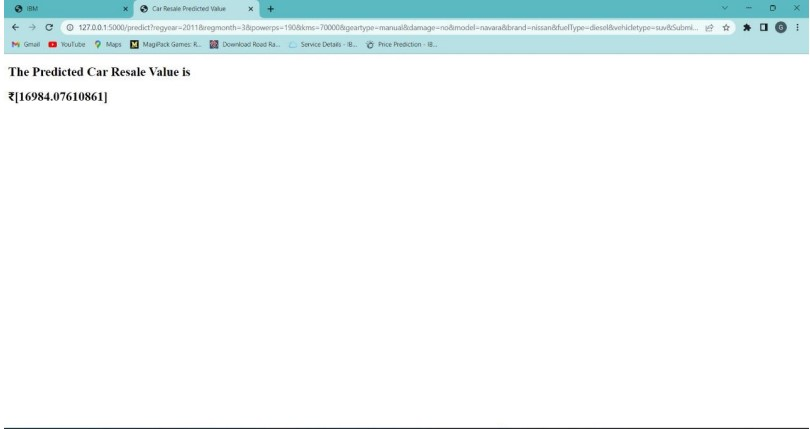 IBM
Car Resale Predicted Value
127.0.0.1:5000/predict?regyear=2011&regmonth=3&powerps=190&kms=70000&geartype=manual&damage=no&model=navara&brand=nissan&fuelType=diesel&vehicletype=suv&Submi...
G
Gmail YouTube Maps MagiPack Games: R... Download Road Ra... Service Details - IB... Price Prediction - IB...
The Predicted Car Resale Value is
₹[16984.07610861]